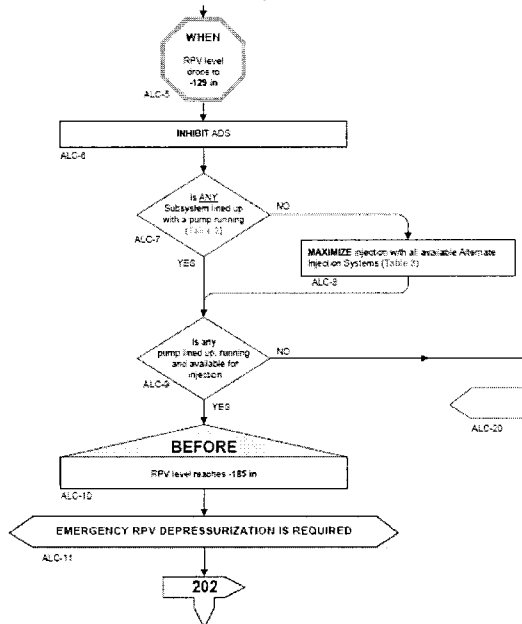 WHEN
RPV level
drops to
-129 in
ALC-5
INHIBIT ADS
ALC-6
Is ANY
Subsystem lined up
with a pump running
(Table 2)
NO
ALC-7
YES
MAXIMIZE injection with all available Alternate
Injection Systems (Table 3)
ALC-8
Is any
pump lined up, running
and available for
injection
NO
ALC-9
YES
ALC-20
BEFORE
RPV level reaches -185 in
ALC-10
EMERGENCY RPV DEPRESSURIZATION IS REQUIRED
ALC-11
202